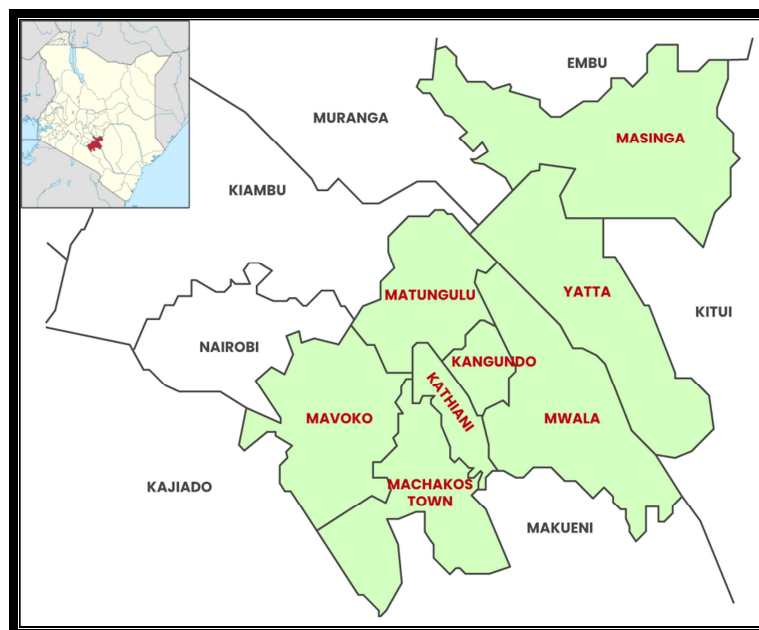 EMBU
MASINGA
MURANGA
KIAMBU
MATUNGULU
YATTA
KITUI
NAIROBI
KANGUNDO
KATHIANI
MAVOKO
MWALA
KAJIADO
MACHAKOS
TOWN
MAKUENI